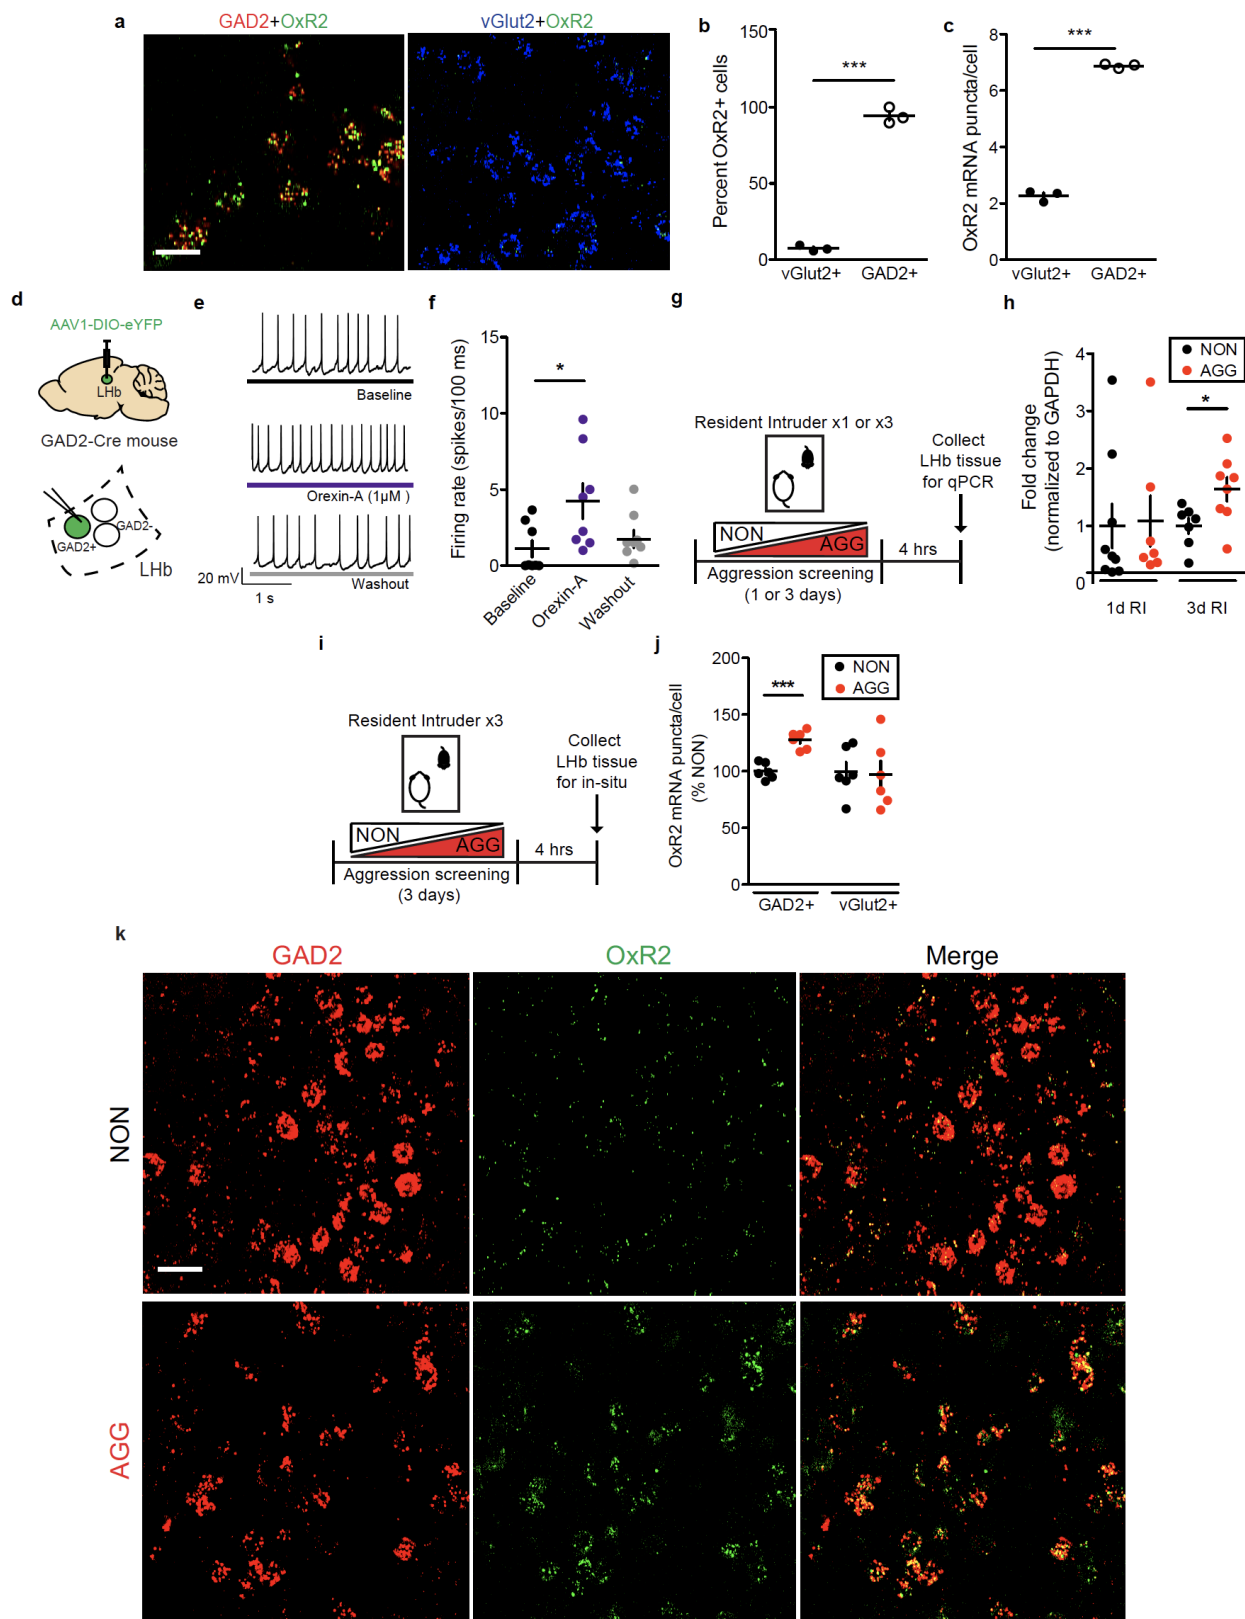 a
GAD2+OxR2
vGlut2+OxR2
b
Percent OxR2+ cells
150
100
50
0
***
vGlut2+
GAD2+
c
OxR2 mRNA puncta/cell
8
6
4
2
0
***
vGlut2+
GAD2+
d
AAV1-DIO-eYFP
LHb
GAD2-Cre mouse
GAD2+
GAD2-
LHb
e
Baseline
Orexin-A (1µM )
Washout
20 mV
1 s
f
Firing rate (spikes/100 ms)
15
10
5
0
*
Baseline
Orexin-A
Washout
g
Resident Intruder x1 or x3
NON
AGG
Aggression screening
(1 or 3 days)
4 hrs
Collect
LHb tissue
for qPCR
h
Fold change
(normalized to GAPDH)
4
2
1
0
NON
AGG
*
1d RI
3d RI
i
Resident Intruder x3
NON
AGG
Aggression screening
(3 days)
4 hrs
Collect
LHb tissue
for in-situ
j
OxR2 mRNA puncta/cell
(% NON)
200
150
100
50
0
NON
AGG
***
GAD2+
vGlut2+
k
GAD2
OxR2
Merge
NON
AGG